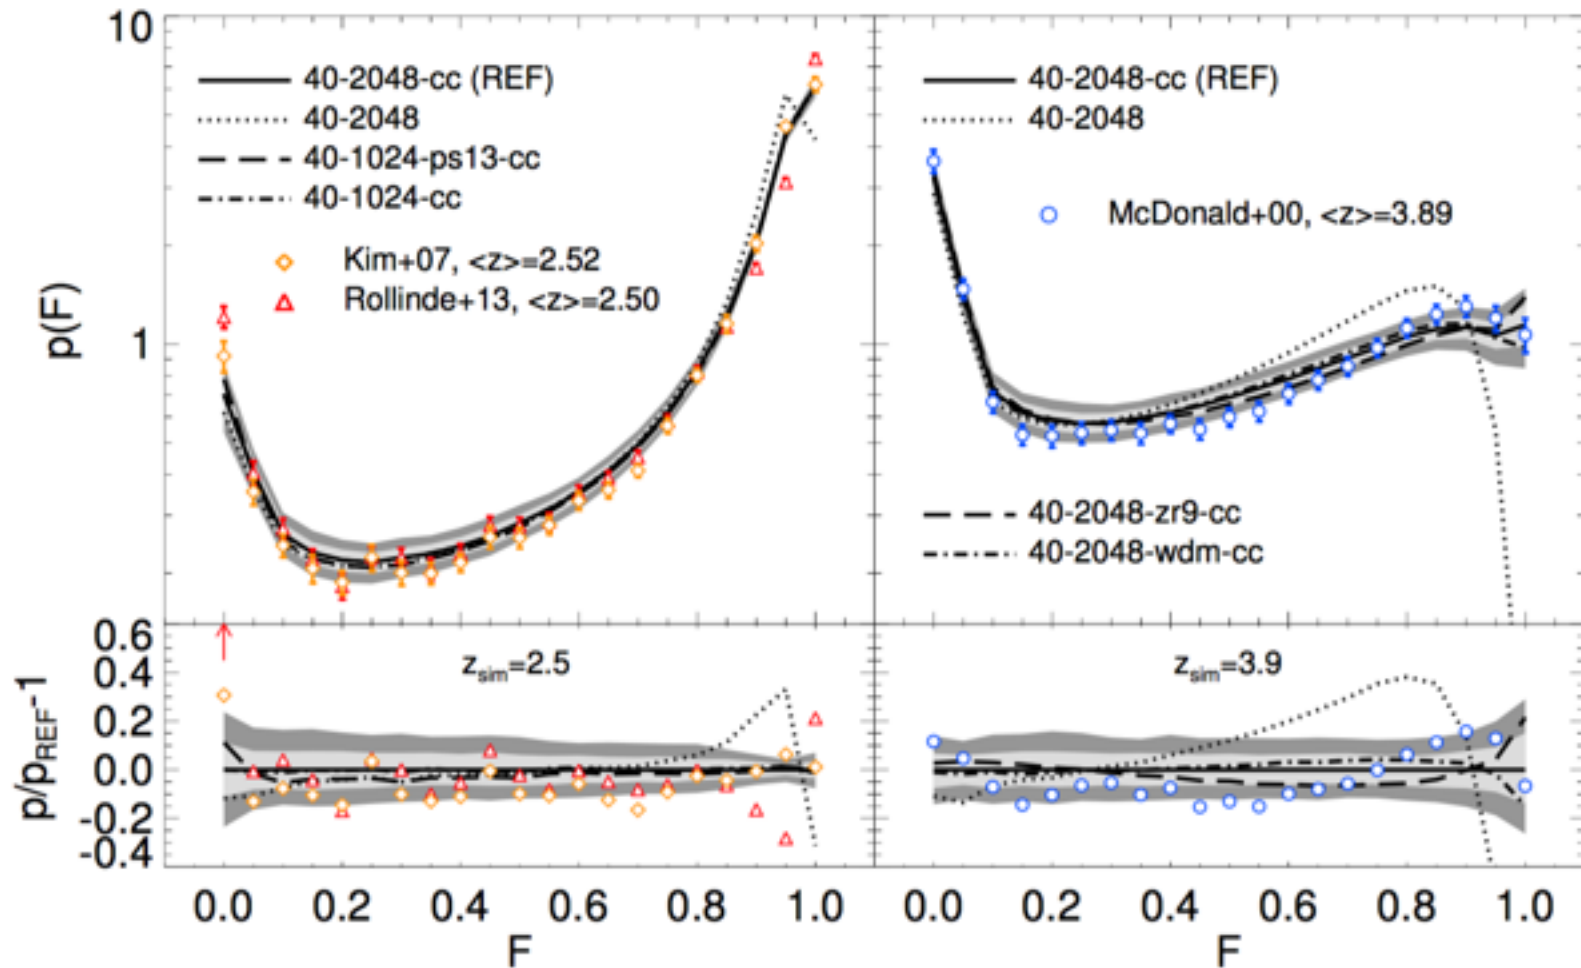 10
1
p(F)
40-2048-cc (REF)
40-2048
40-1024-ps13-cc
40-1024-cc
Kim+07, <z>=2.52
Rollinde+13, <z>=2.50
40-2048-cc (REF)
40-2048
McDonald+00, <z>=3.89
40-2048-zr9-cc
40-2048-wdm-cc
0.6
0.4
0.2
0.0
-0.2
-0.4
p/pREF-1
zsim=2.5
zsim=3.9
0.0 0.2 0.4 0.6 0.8 1.0
0.0 0.2 0.4 0.6 0.8 1.0
F
F